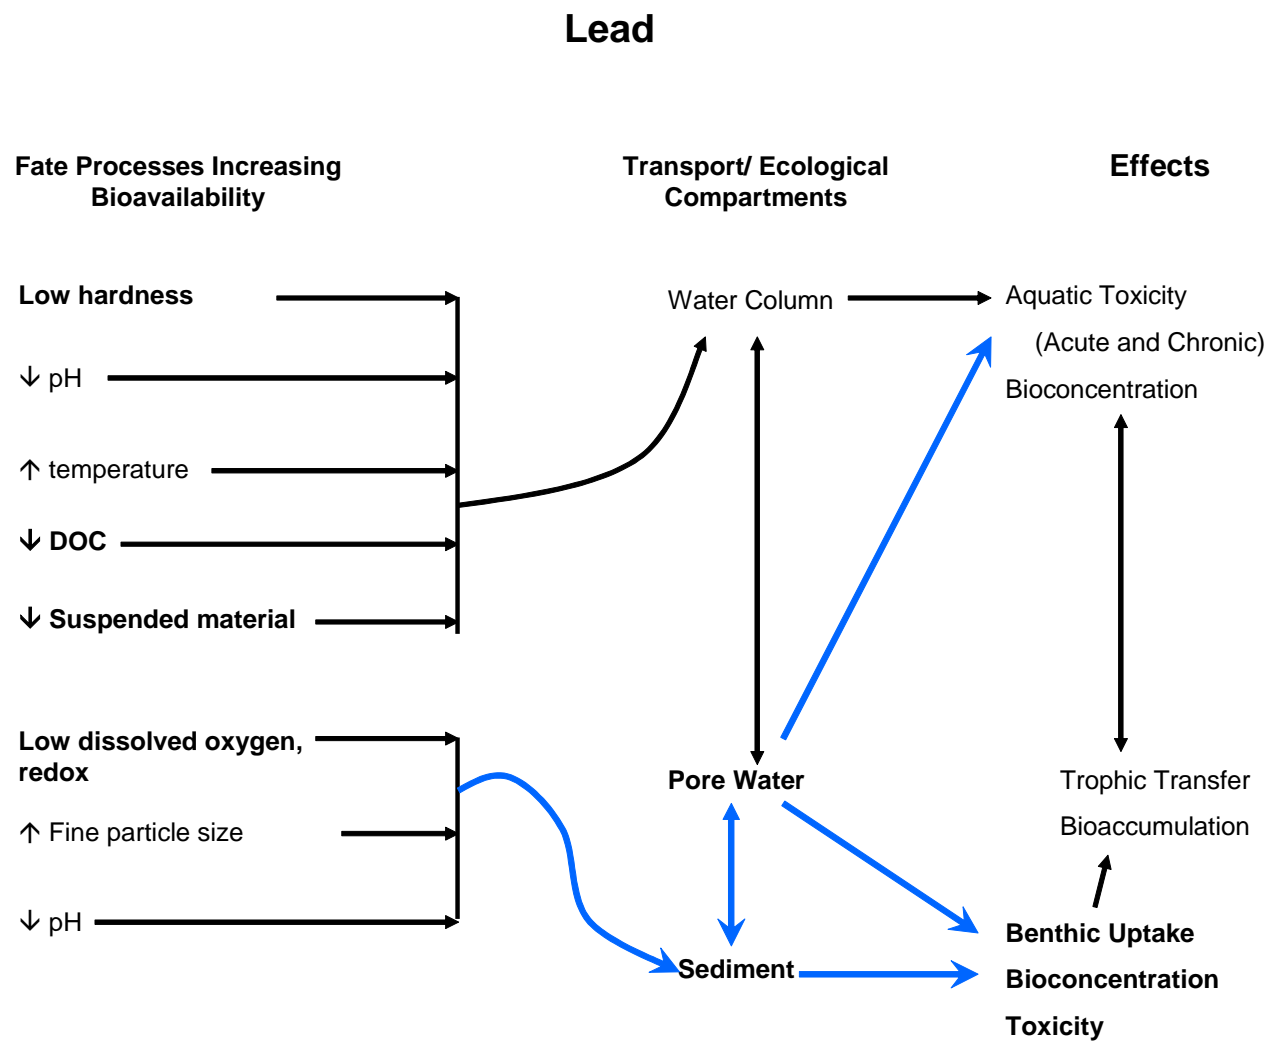 Lead
Fate Processes Increasing
Bioavailability
Transport/ Ecological
Compartments
Effects
Low hardness
↓ pH
↑ temperature
↓ DOC
↓ Suspended material
Low dissolved oxygen,
redox
↑ Fine particle size
↓ pH
Water Column
Pore Water
Sediment
Aquatic Toxicity
(Acute and Chronic)
Bioconcentration
Trophic Transfer
Bioaccumulation
Benthic Uptake
Bioconcentration
Toxicity